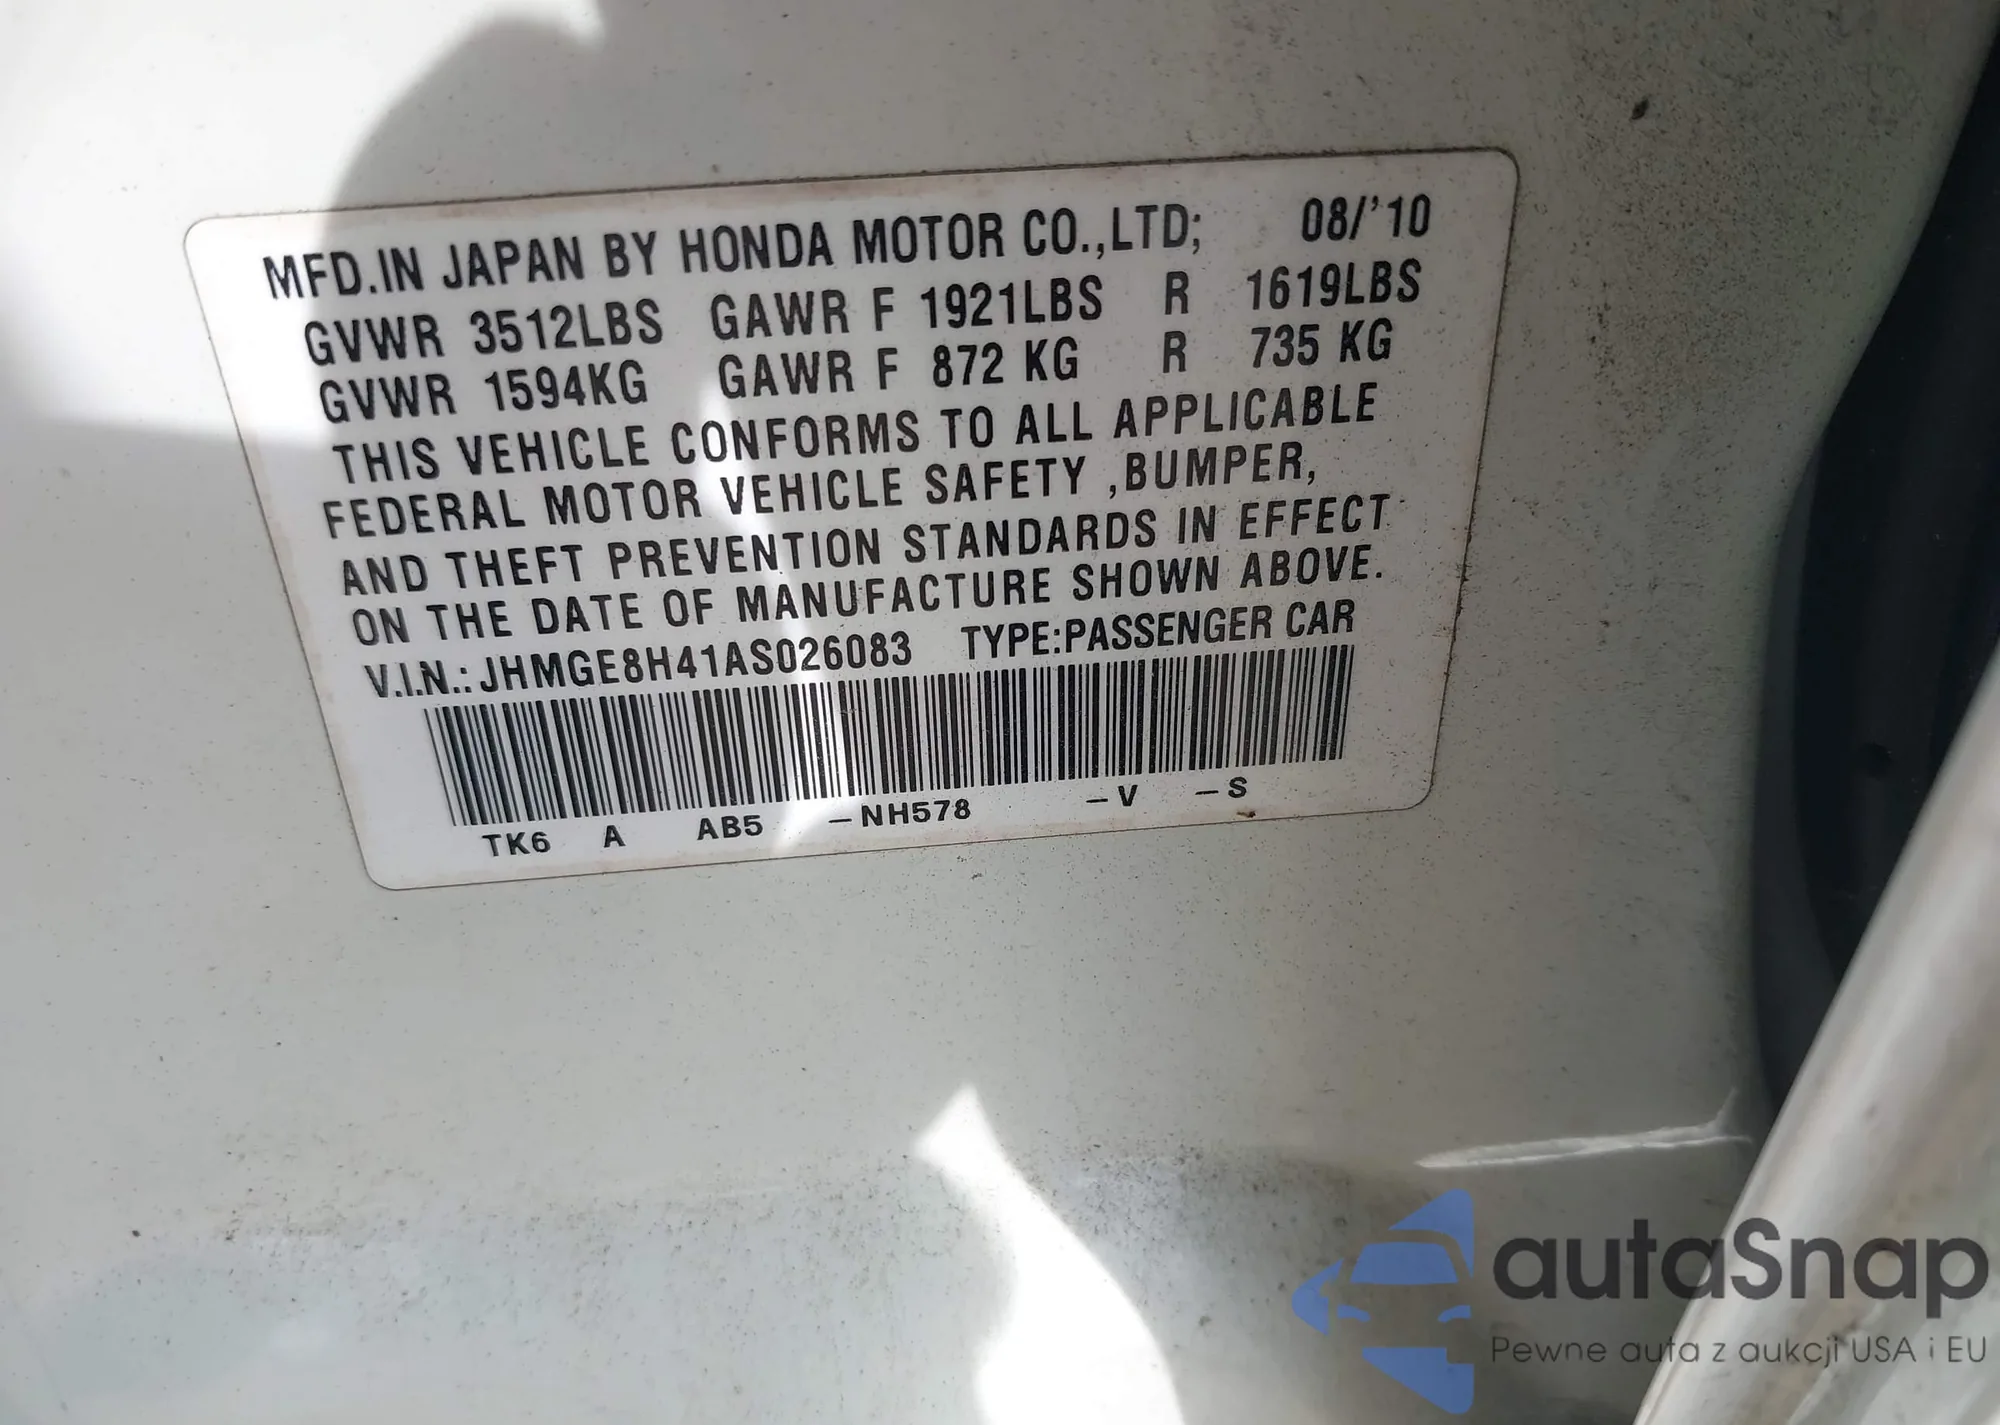 MFD.IN JAPAN BY HONDA MOTOR CO.,LTD; 08/'10
GVWR 3512LBS GAWR F 1921LBS R 1619LBS
GVWR 1594KG GAWR F 872 KG R 735 KG
THIS VEHICLE CONFORMS TO ALL APPLICABLE
FEDERAL MOTOR VEHICLE SAFETY ,BUMPER,
AND THEFT PREVENTION STANDARDS IN EFFECT
ON THE DATE OF MANUFACTURE SHOWN ABOVE.
V.I.N.: JHMGE8H41AS026083 TYPE:PASSENGER CAR
TK6 A AB5 –NH578 –V –S
autaSnap
Pewne auta z aukcji USA i EU